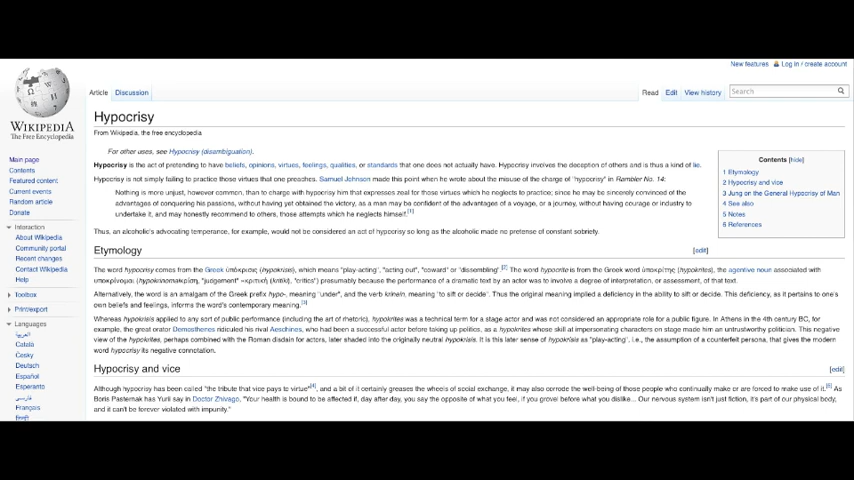 New features Log in / create account
WIKIPEDIA
The Free Encyclopedia
Main page
Contents
Featured content
Current events
Random article
Donate
Interaction
About Wikipedia
Community portal
Recent changes
Contact Wikipedia
Help
Toolbox
Print/export
Languages
العربية
Català
Česky
Deutsch
Español
Esperanto
فارسی
Français
हिन्दी
Article Discussion Read Edit View history Search
Hypocrisy
From Wikipedia, the free encyclopedia
For other uses, see Hypocrisy (disambiguation).
Hypocrisy is the act of pretending to have beliefs, opinions, virtues, feelings, qualities, or standards that one does not actually have. Hypocrisy involves the deception of others and is thus a kind of lie.
Hypocrisy is not simply failing to practice those virtues that one preaches. Samuel Johnson made this point when he wrote about the misuse of the charge of "hypocrisy" in Rambler No. 14:
Nothing is more unjust, however common, than to charge with hypocrisy him that expresses zeal for those virtues which he neglects to practice; since he may be sincerely convinced of the
advantages of conquering his passions, without having yet obtained the victory, as a man may be confident of the advantages of a voyage, or a journey, without having courage or industry to
undertake it, and may honestly recommend to others, those attempts which he neglects himself.[1]
Thus, an alcoholic's advocating temperance, for example, would not be considered an act of hypocrisy so long as the alcoholic made no pretense of constant sobriety.
Contents [hide]
1 Etymology
2 Hypocrisy and vice
3 Jung on the General Hypocrisy of Man
4 See also
5 Notes
6 References
Etymology [edit]
The word hypocrisy comes from the Greek ὑπόκρισις (hypokrisis), which means "play-acting", "acting out", "coward" or "dissembling".[2] The word hypocrite is from the Greek word ὑποκρίτης (hypokrites), the agentive noun associated with
ὑποκρίνομαι (hypokrinomai κρίση, "judgement" »κριτική (kritiki), "critics") presumably because the performance of a dramatic text by an actor was to involve a degree of interpretation, or assessment, of that text.
Alternatively, the word is an amalgam of the Greek prefix hypo-, meaning "under", and the verb krinein, meaning "to sift or decide". Thus the original meaning implied a deficiency in the ability to sift or decide. This deficiency, as it pertains to one's
own beliefs and feelings, informs the word's contemporary meaning.[3]
Whereas hypokrisis applied to any sort of public performance (including the art of rhetoric), hypokrites was a technical term for a stage actor and was not considered an appropriate role for a public figure. In Athens in the 4th century BC, for
example, the great orator Demosthenes ridiculed his rival Aeschines, who had been a successful actor before taking up politics, as a hypokrites whose skill at impersonating characters on stage made him an untrustworthy politician. This negative
view of the hypokrites, perhaps combined with the Roman disdain for actors, later shaded into the originally neutral hypokrisis. It is this later sense of hypokrisis as "play-acting", i.e., the assumption of a counterfeit persona, that gives the modern
word hypocrisy its negative connotation.
Hypocrisy and vice [edit]
Although hypocrisy has been called "the tribute that vice pays to virtue"[4], and a bit of it certainly greases the wheels of social exchange, it may also corrode the well-being of those people who continually make or are forced to make use of it.[5] As
Boris Pasternak has Yurii say in Doctor Zhivago, "Your health is bound to be affected if, day after day, you say the opposite of what you feel, if you grovel before what you dislike... Our nervous system isn't just fiction, it's part of our physical body,
and it can't be forever violated with impunity."